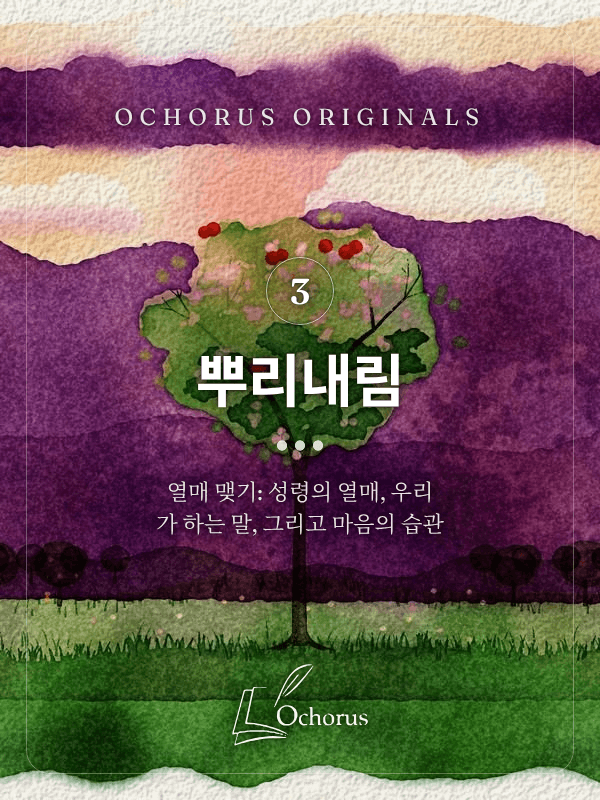 OCHORUS ORIGINALS
3
뿌리내림
열매 맺기: 성령의 열매, 우리
가 하는 말, 그리고 마음의 습관
Ochorus